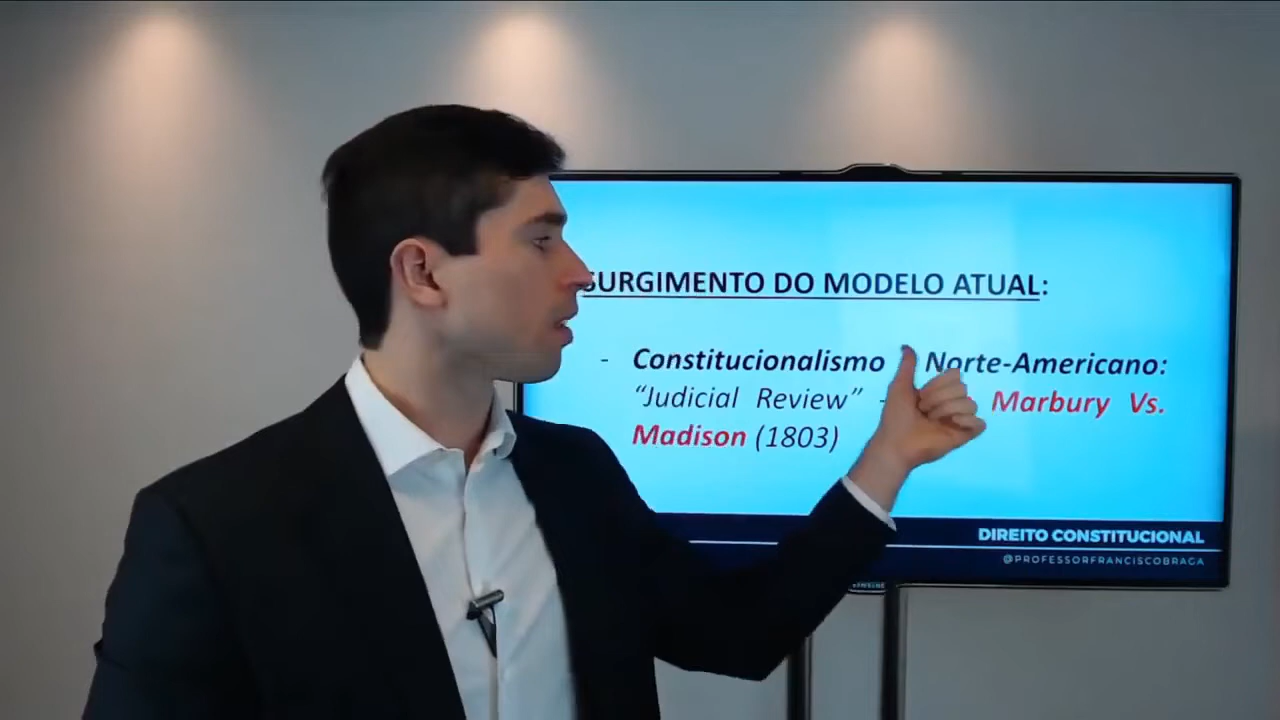 SURGIMENTO DO MODELO ATUAL:
- Constitucionalismo Norte-Americano:
“Judicial Review” - Marbury Vs.
Madison (1803)
DIREITO CONSTITUCIONAL
@PROFESSORFRANCISCOBRAGA